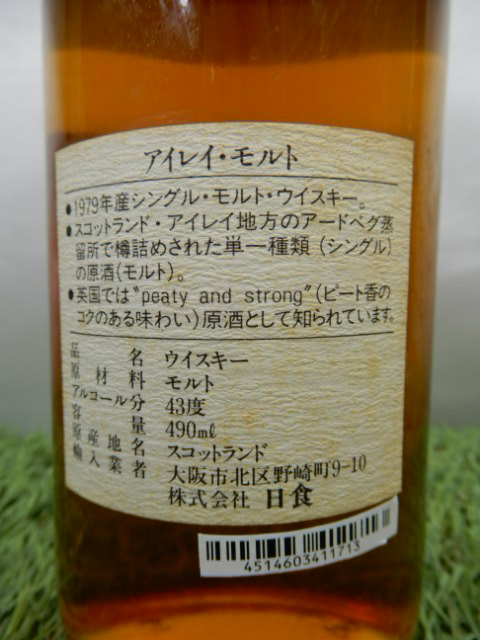 アイレイ・モルト
●1979年産シングル・モルト・ウイスキー。
●スコットランド・アイレイ地方のアードベグ蒸
留所で樽詰めされた単一種類（シングル）
の原酒（モルト）。
●英国では“peaty and strong”（ピート香の
コクのある味わい）原酒として知られています。
品名 ウイスキー
原材料 モルト
アルコール分 43度
容量 490mℓ
原産地名 スコットランド
輸入業者 大阪市北区野崎町9-10
株式会社 日食
4514603411713